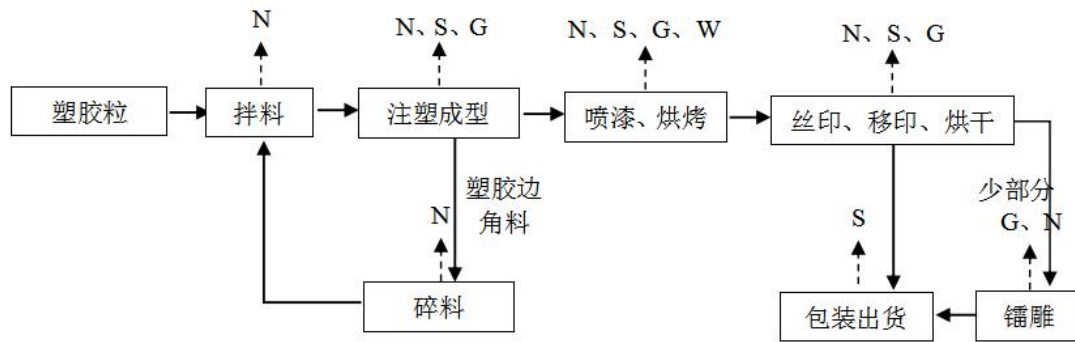 N
N、S、G
N、S、G、W
N、S、G
塑胶粒
拌料
注塑成型
喷漆、烘烤
丝印、移印、烘干
塑胶边
角料
N
少部分
G、N
S
碎料
包装出货
镭雕